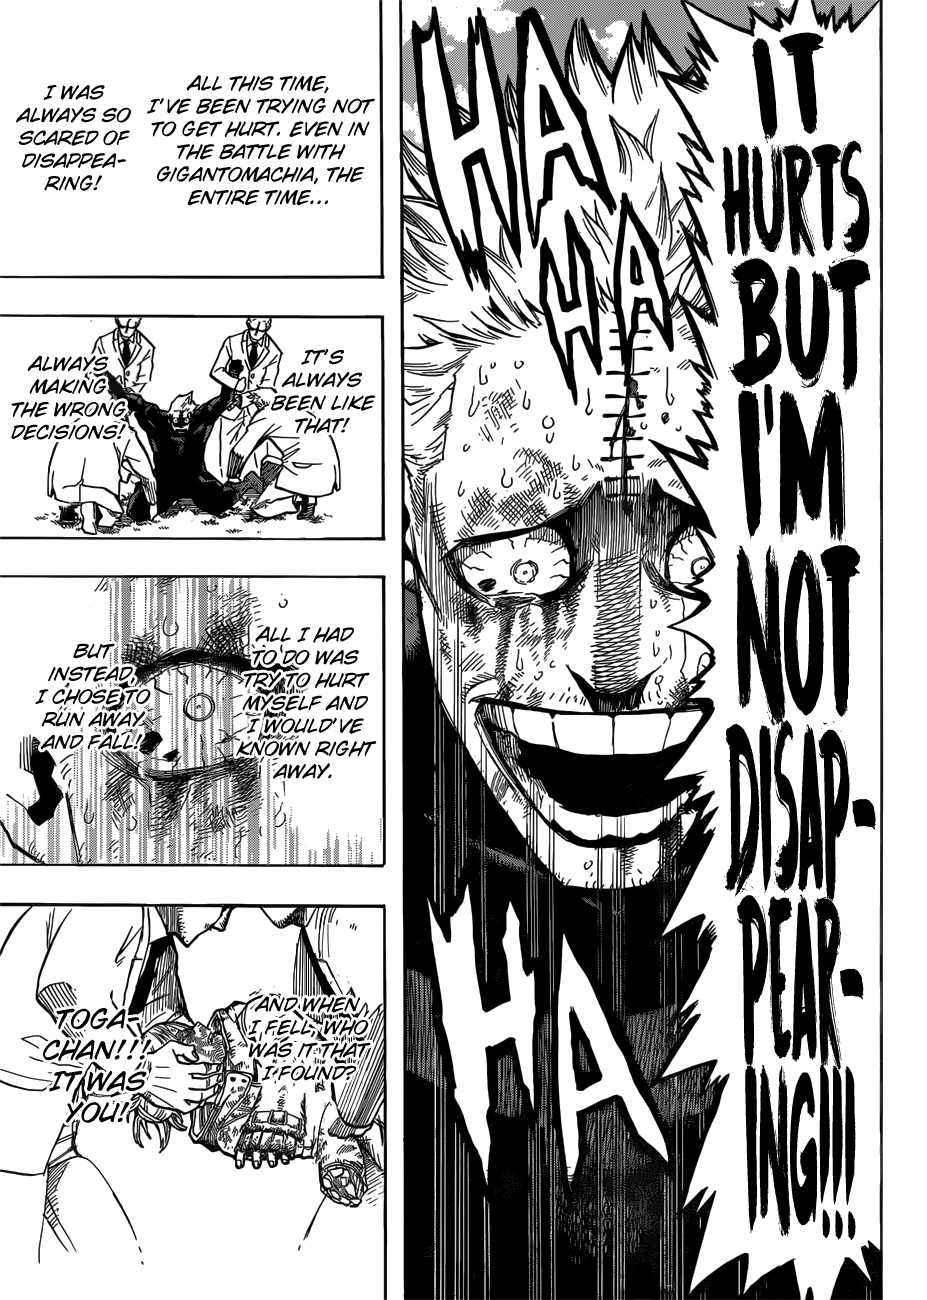 IT
HURTS
BUT
I'M
NOT
DISAP-
PEAR-
ING!!!
HA
HA
HA
ALL THIS TIME,
I'VE BEEN TRYING NOT
TO GET HURT. EVEN IN
THE BATTLE WITH
GIGANTOMACHIA, THE
ENTIRE TIME...
I WAS
ALWAYS SO
SCARED OF
DISAPPEA-
RING!
IT'S
ALWAYS
BEEN LIKE
THAT!
ALWAYS
MAKING
THE WRONG
DECISIONS!
ALL I HAD
TO DO WAS
TRY TO HURT
MYSELF AND
I WOULD'VE
KNOWN RIGHT
AWAY.
BUT
INSTEAD,
I CHOSE TO
RUN AWAY
AND FALL!
AND WHEN
I FELL, WHO
WAS IT THAT
I FOUND?
TOGA-
CHAN!!!
IT WAS
YOU!